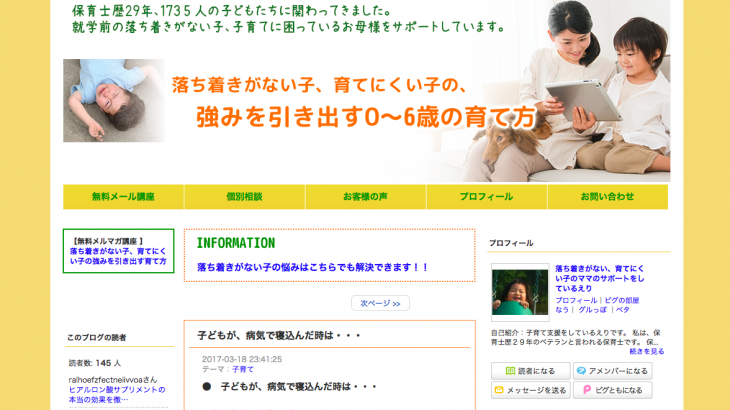 保育士歴29年、1735人の子どもたちに関わってきました。
就学前の落ち着きがない子、子育てに困っているお母様をサポートしています。
落ち着きがない子、育てにくい子の、
強みを引き出す0〜6歳の育て方
無料メール講座
個別相談
お客様の声
プロフィール
お問い合わせ
【無料メルマガ講座 】
落ち着きがない子、育てにく
い子の強みを引き出す育て方
このブログの読者
読者数: 145 人
ralhoefzfectneiivvoaさん
ヒアルロン酸サプリメントの
本当の効果を微…
INFORMATION
落ち着きがない子の悩みはこちらでも解決できます！！
次ページ >>
子どもが、病気で寝込んだ時は・・・
2017-03-18 23:41:25
テーマ：子育て
● 子どもが、病気で寝込んだ時は・・・
プロフィール
落ち着きがない、育てにく
い子のママのサポートをし
ているえり
プロフィール｜ピグの部屋
なう｜ グルっぽ ｜ペタ
自己紹介：子育て支援をしているえりです。 私は、保
育士歴２９年のベテランと言われる保育士です。 保...
続きを見る
読者になる
アメンバーになる
メッセージを送る
ピグともになる